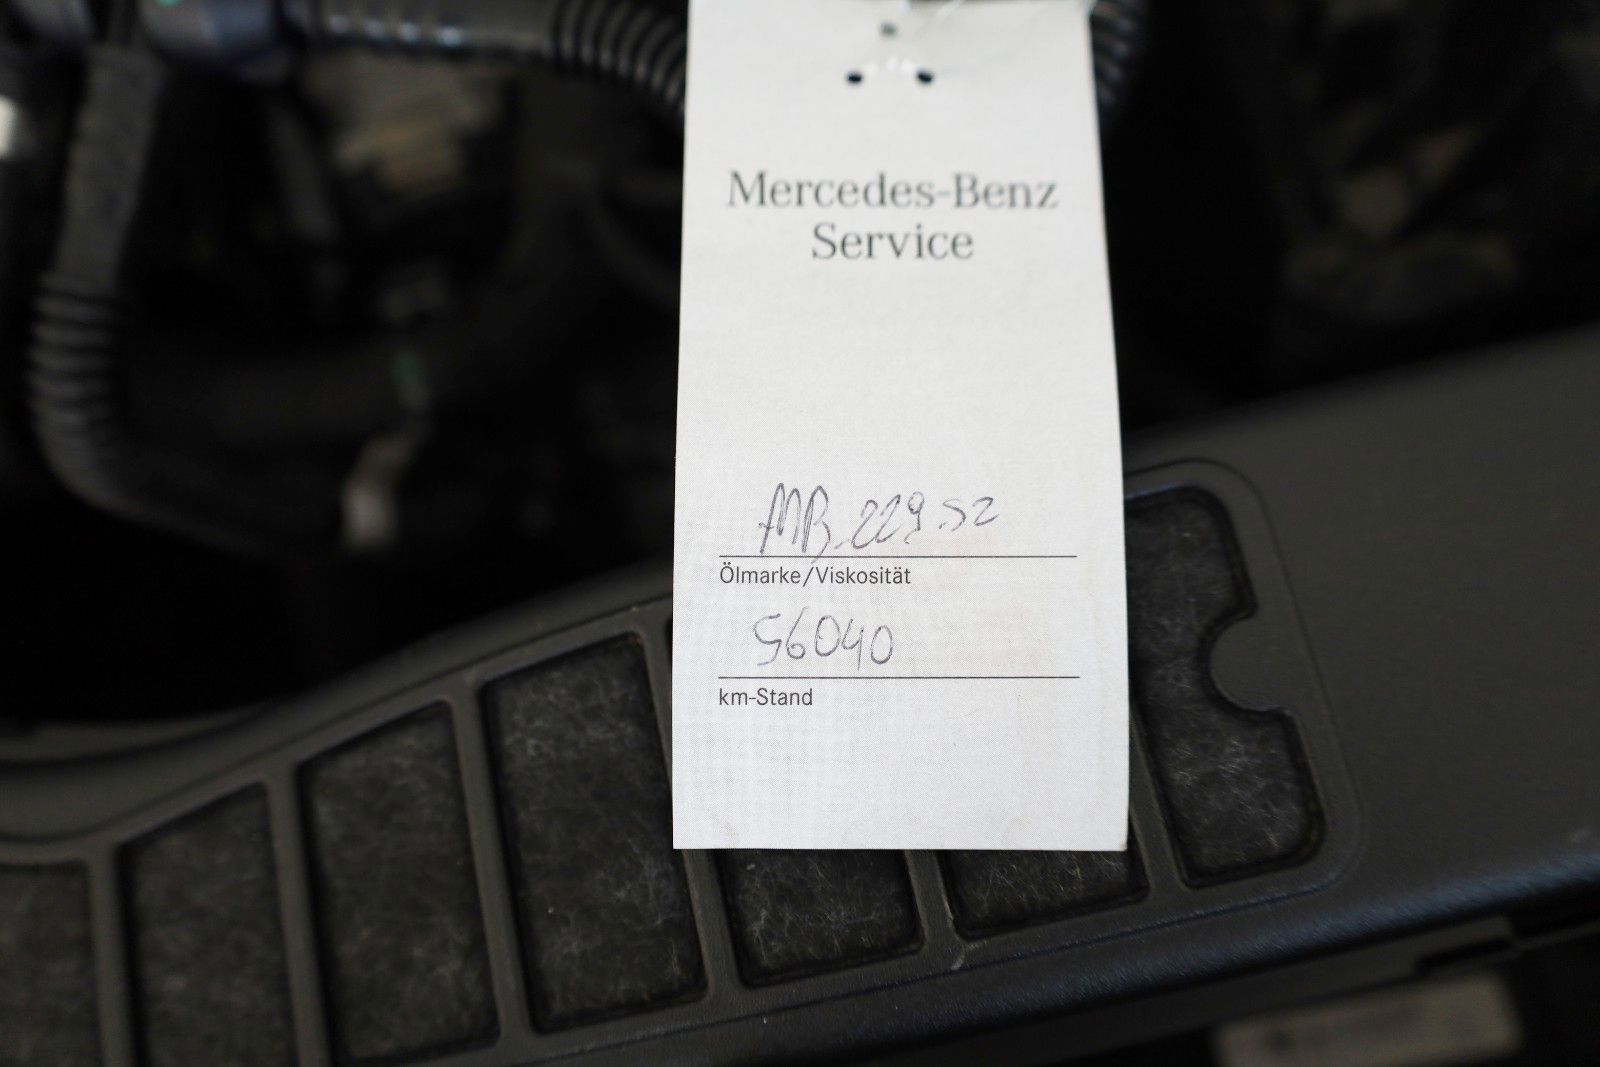 Mercedes-Benz
Service
MB 229.52
Ölmarke/Viskosität
56040
km-Stand